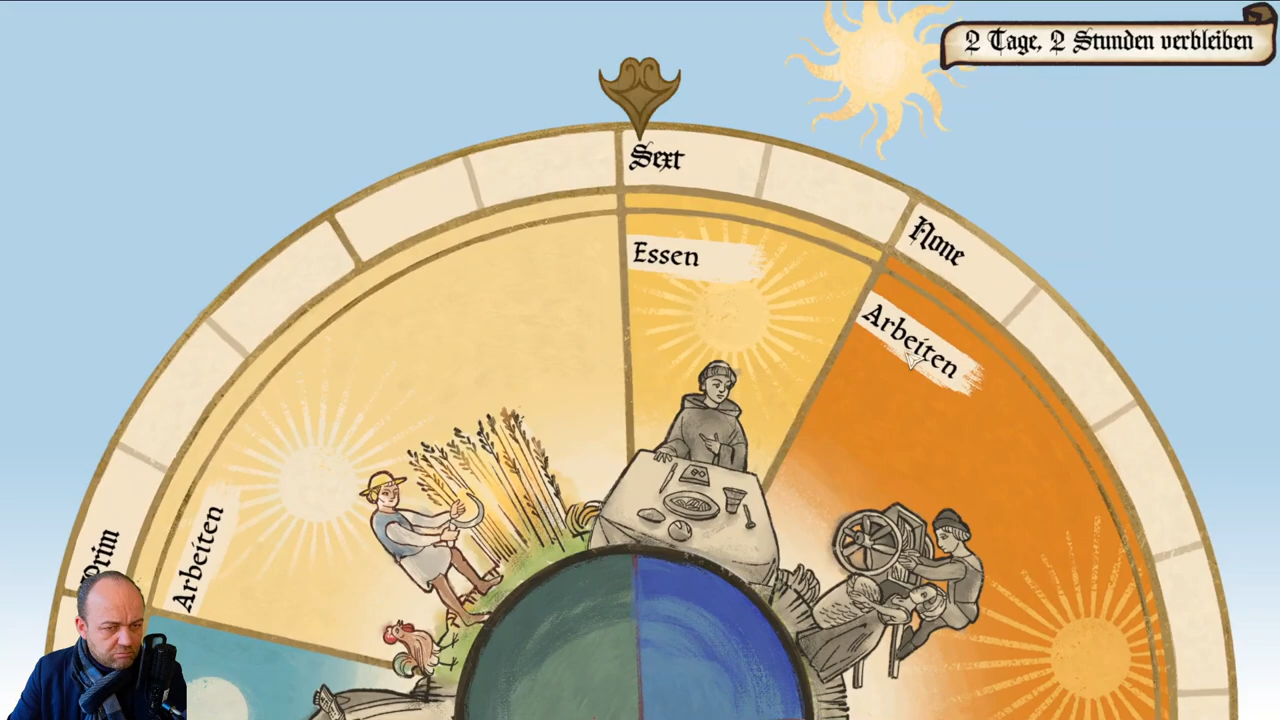 2 Tage, 2 Stunden verbleiben
Sext
None
Essen
Arbeiten
Arbeiten
Prim